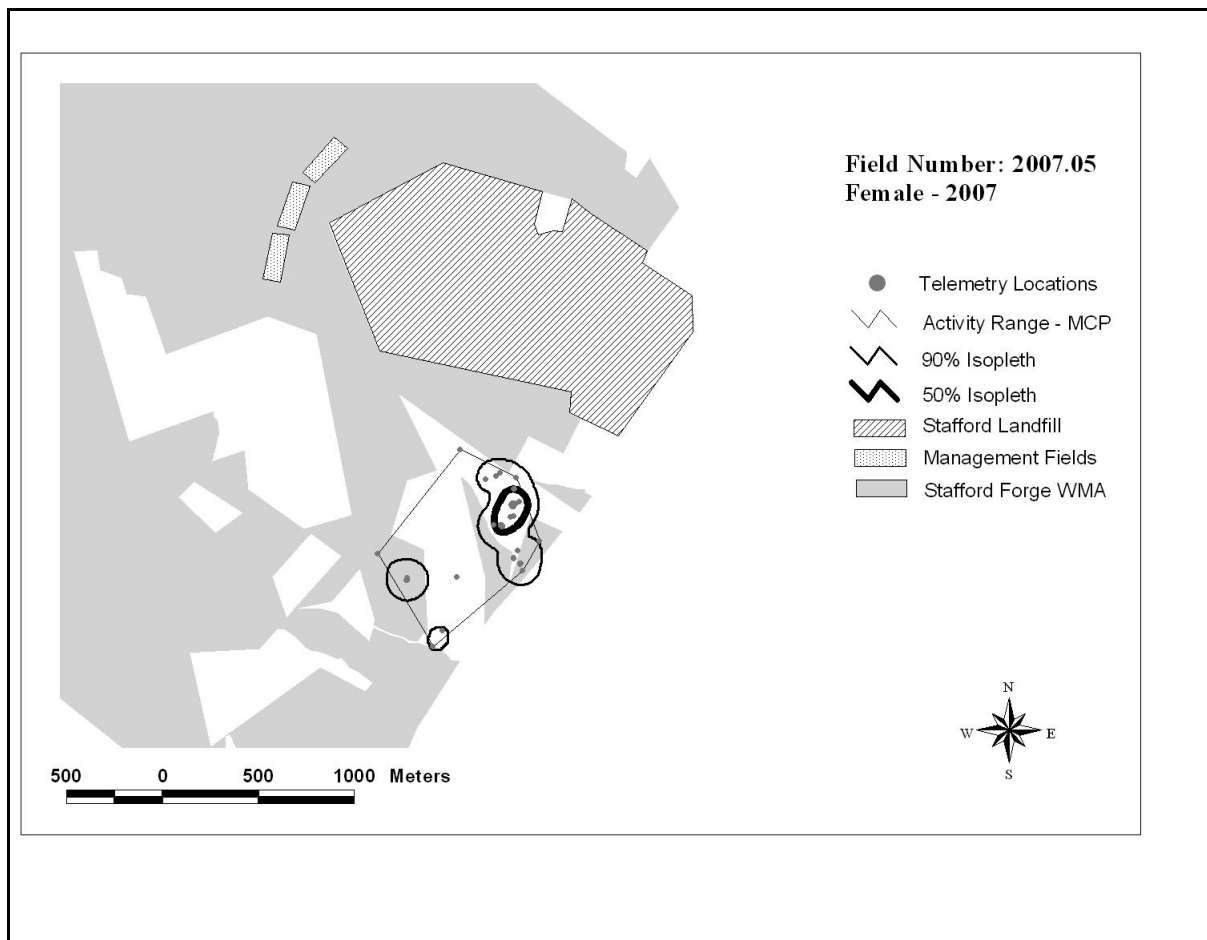 Field Number: 2007.05
Female - 2007
Telemetry Locations
Activity Range - MCP
90% Isopleth
50% Isopleth
Stafford Landfill
Management Fields
Stafford Forge WMA
N
W E
S
500 0 500 1000 Meters